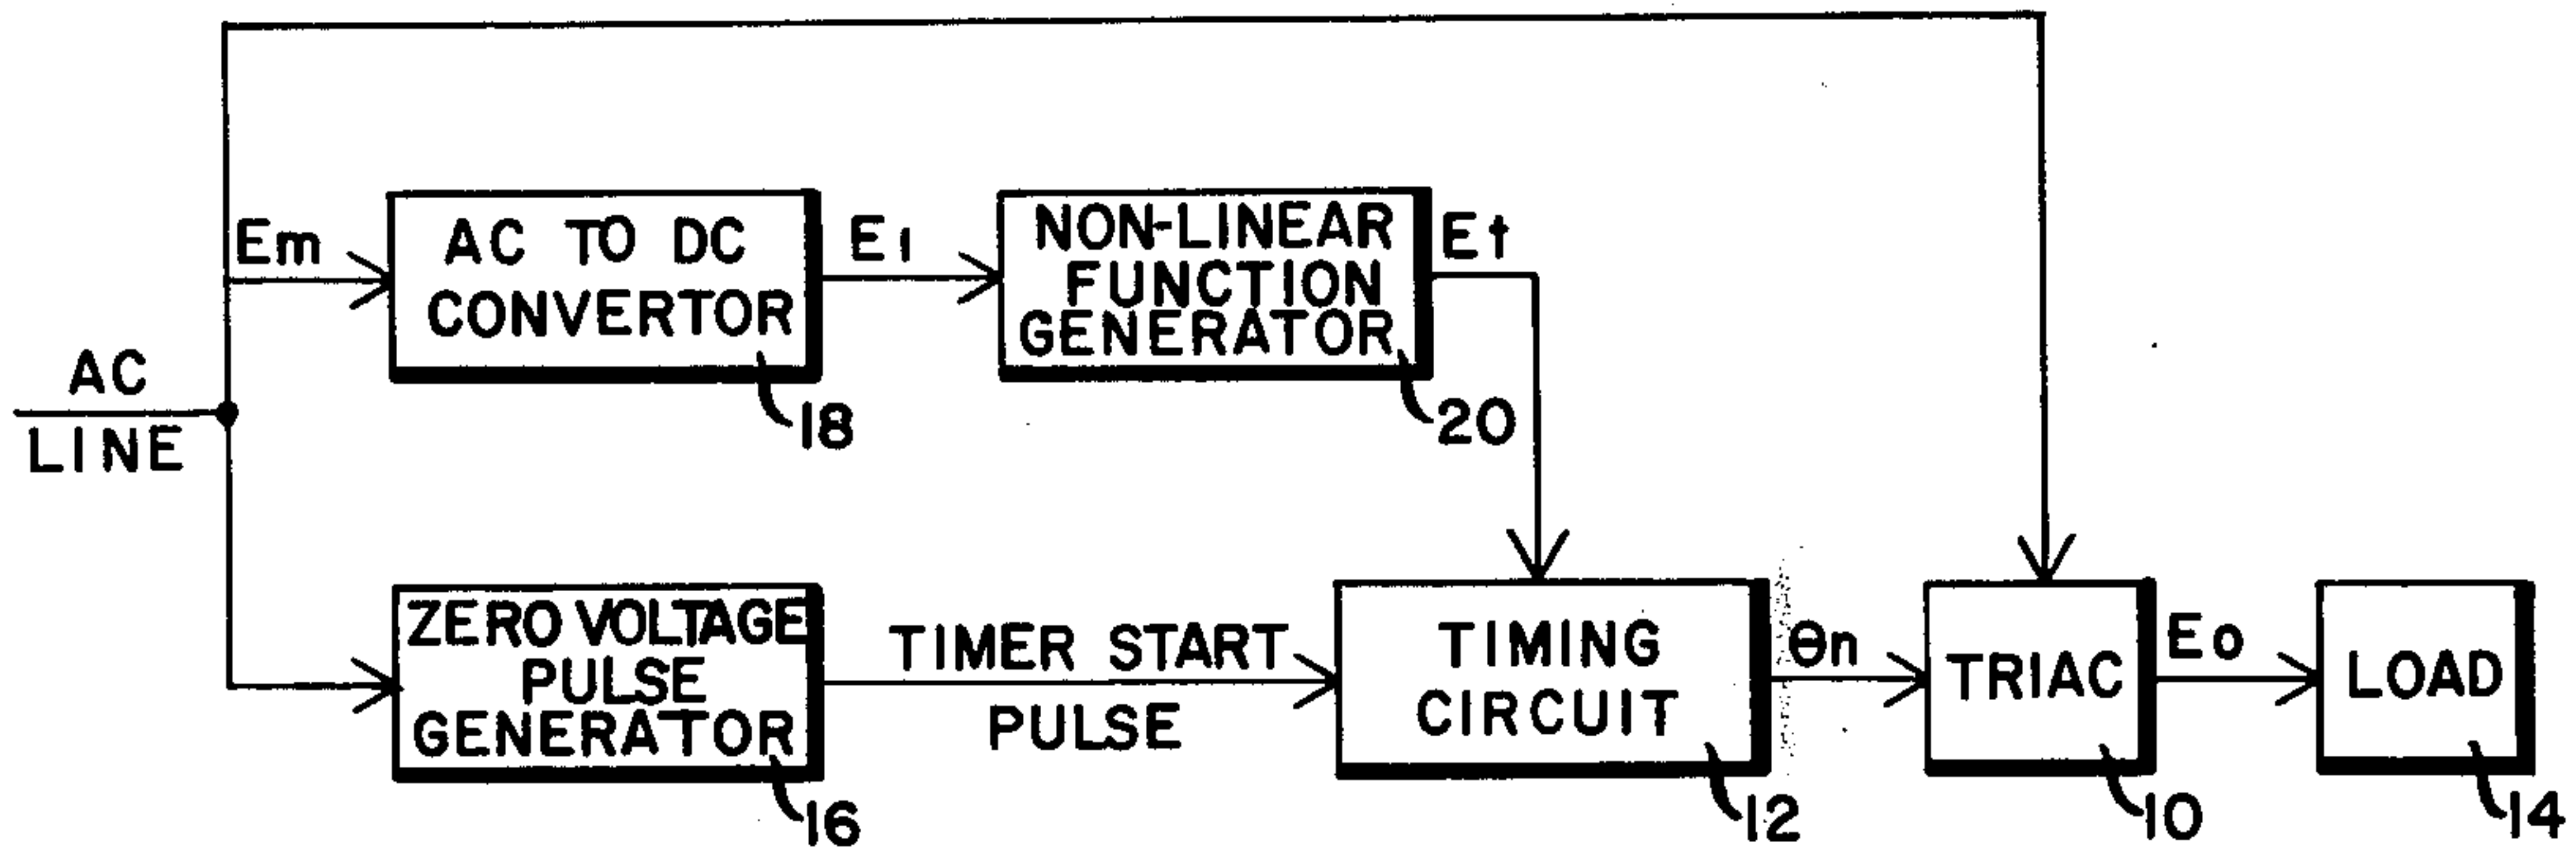 AC
LINE
Em
AC TO DC
CONVERTOR
18
E1
NON-LINEAR
FUNCTION
GENERATOR
20
Et
ZERO VOLTAGE
PULSE
GENERATOR
16
TIMER START
PULSE
TIMING
CIRCUIT
12
θn
TRIAC
10
Eo
LOAD
14